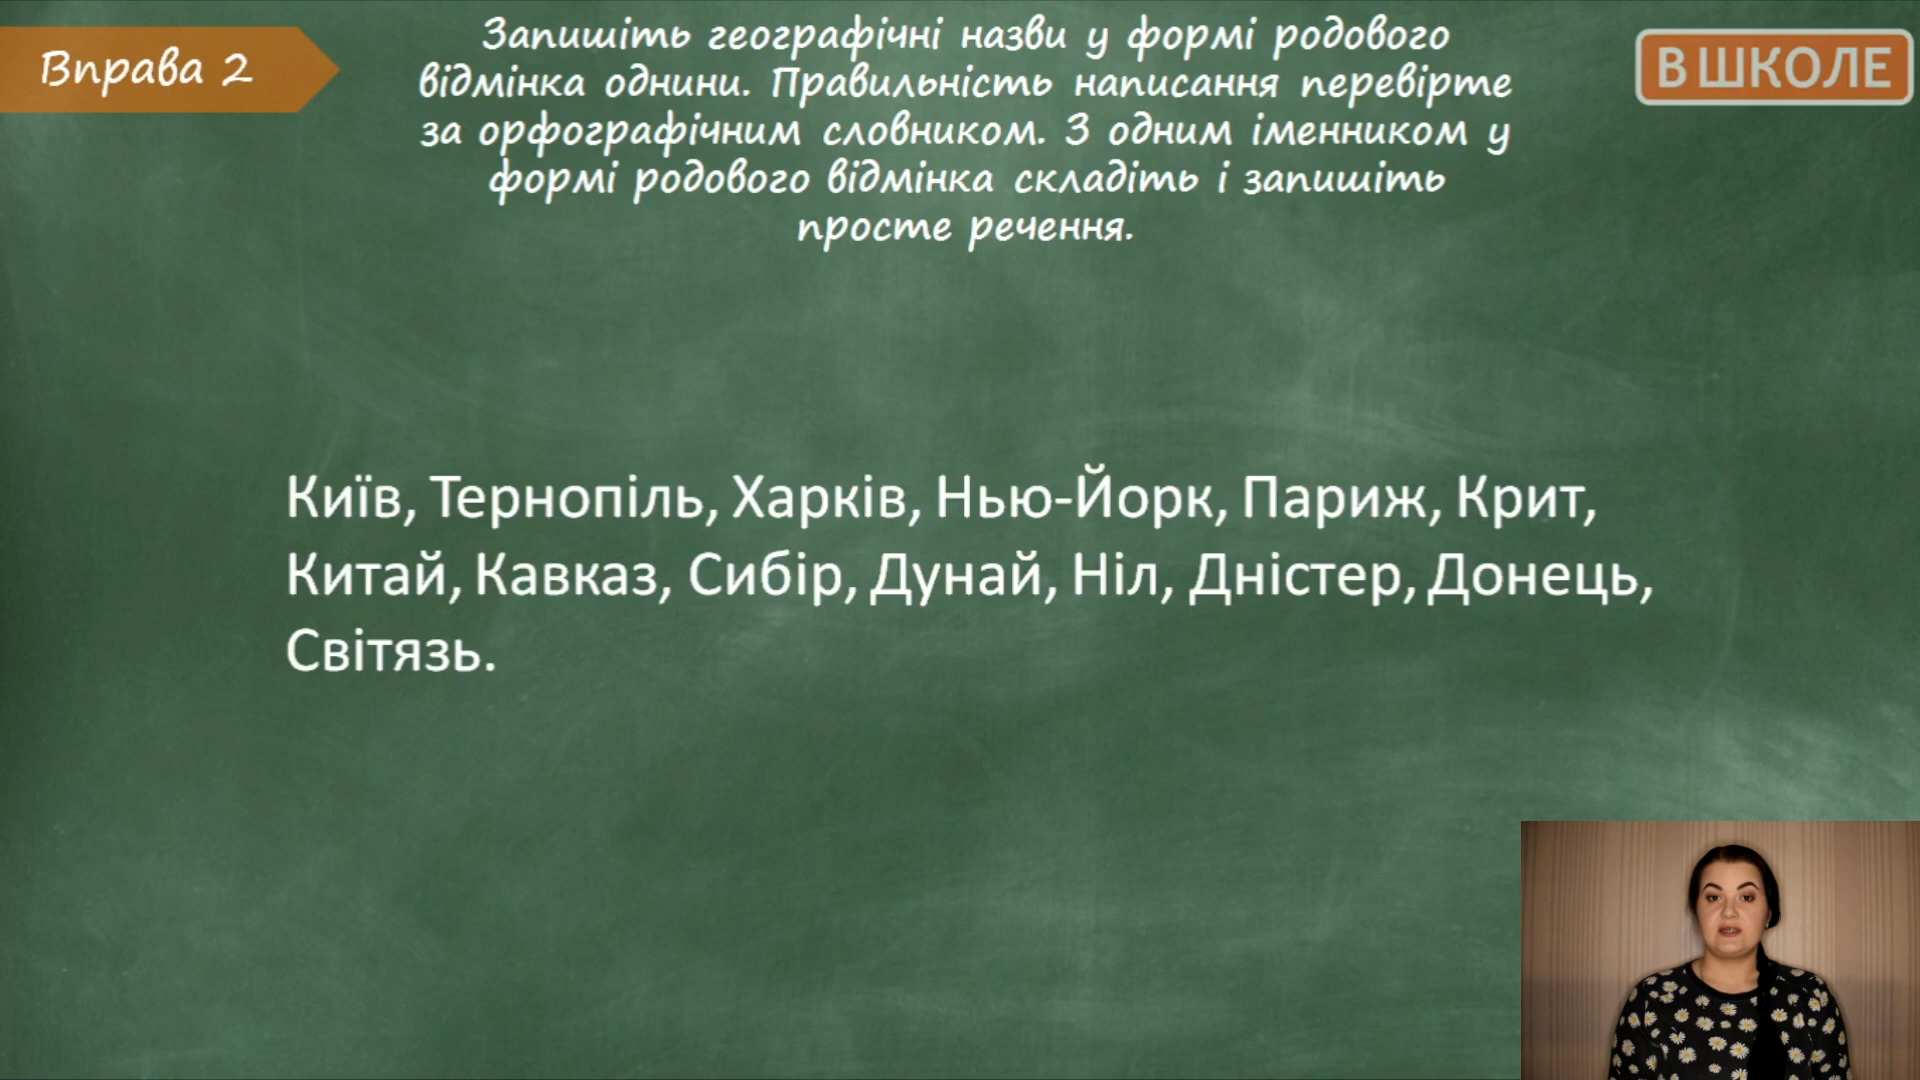 Вправа 2
Запишіть географічні назви у формі родового
відмінка однини. Правильність написання перевірте
за орфографічним словником. З одним іменником у
формі родового відмінка складіть і запишіть
просте речення.
В ШКОЛЕ
Київ, Тернопіль, Харків, Нью-Йорк, Париж, Крит,
Китай, Кавказ, Сибір, Дунай, Ніл, Дністер, Донець,
Світязь.